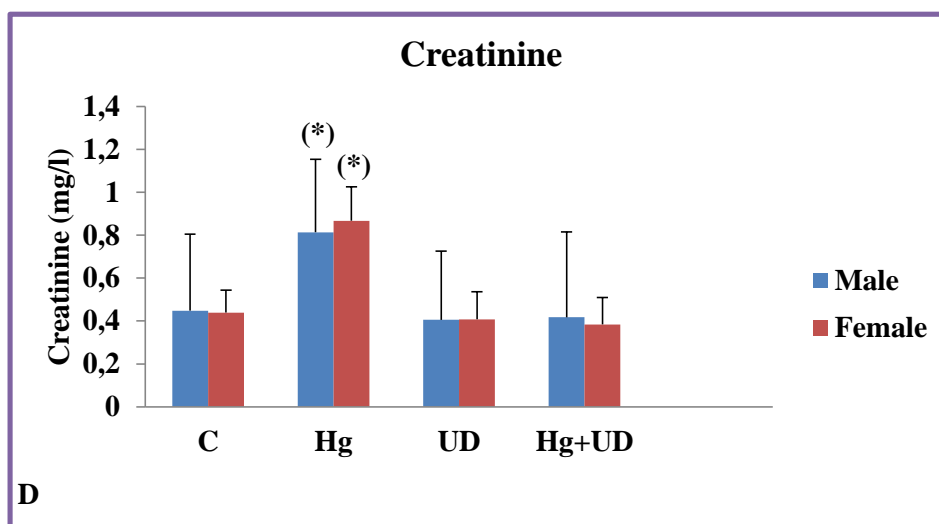 Creatinine
Creatinine (mg/l)
1,4
1,2
1
0,8
0,6
0,4
0,2
0
(*)
(*)
C
Hg
UD
Hg+UD
Male
Female
D